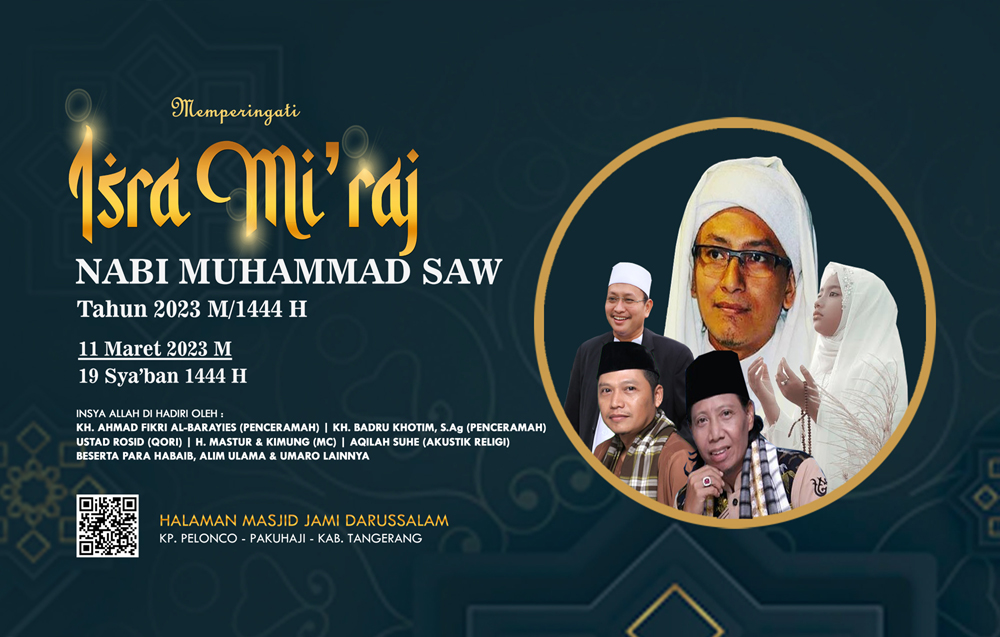 Memperingati
Isra Mi'raj
NABI MUHAMMAD SAW
Tahun 2023 M/1444 H
11 Maret 2023 M
19 Sya'ban 1444 H
INSYA ALLAH DI HADIRI OLEH :
KH. AHMAD FIKRI AL-BARAYIES (PENCERAMAH) | KH. BADRU KHOTIM, S.Ag (PENCERAMAH)
USTAD ROSID (QORI) | H. MASTUR & KIMUNG (MC) | AQILAH SUHE (AKUSTIK RELIGI)
BESERTA PARA HABAIB, ALIM ULAMA & UMARO LAINNYA
HALAMAN MASJID JAMI DARUSSALAM
KP. PELONCO - PAKUHAJI - KAB. TANGERANG